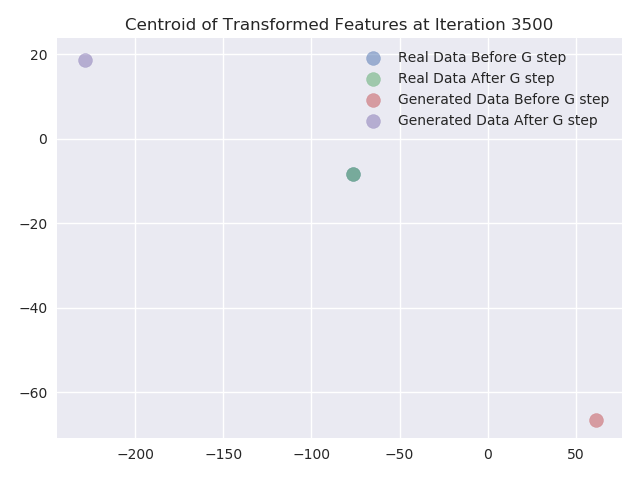 Centroid of Transformed Features at Iteration 3500
Real Data Before G step
Real Data After G step
Generated Data Before G step
Generated Data After G step
20
0
−20
−40
−60
−200
−150
−100
−50
0
50